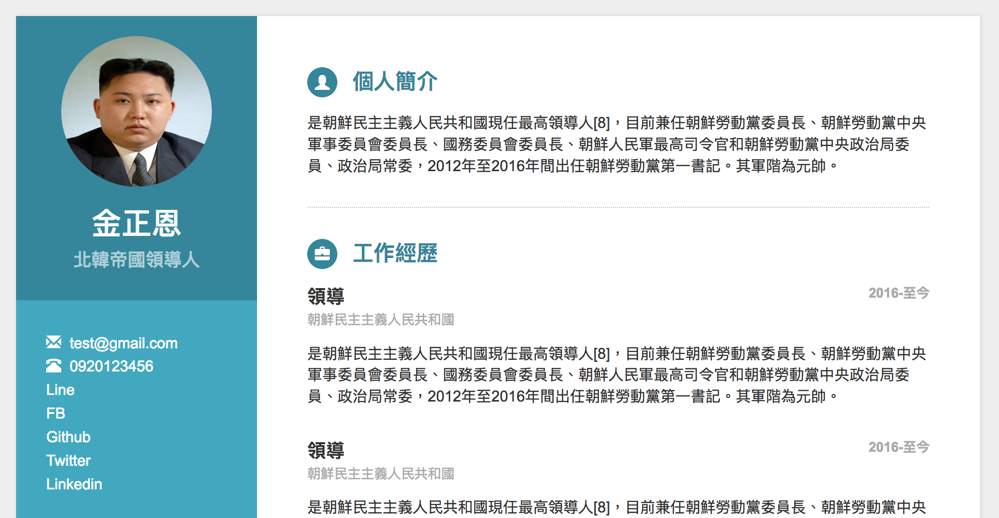 金正恩
北韓帝國領導人
test@gmail.com
0920123456
Line
FB
Github
Twitter
Linkedin
個人簡介
是朝鮮民主主義人民共和國現任最高領導人[8]，目前兼任朝鮮勞動黨委員長、朝鮮勞動黨中央
軍事委員會委員長、國務委員會委員長、朝鮮人民軍最高司令官和朝鮮勞動黨中央政治局委
員、政治局常委，2012年至2016年間出任朝鮮勞動黨第一書記。其軍階為元帥。
工作經歷
領導
2016-至今
朝鮮民主主義人民共和國
是朝鮮民主主義人民共和國現任最高領導人[8]，目前兼任朝鮮勞動黨委員長、朝鮮勞動黨中央
軍事委員會委員長、國務委員會委員長、朝鮮人民軍最高司令官和朝鮮勞動黨中央政治局委
員、政治局常委，2012年至2016年間出任朝鮮勞動黨第一書記。其軍階為元帥。
領導
2016-至今
朝鮮民主主義人民共和國
是朝鮮民主主義人民共和國現任最高領導人[8]，目前兼任朝鮮勞動黨委員長、朝鮮勞動黨中央